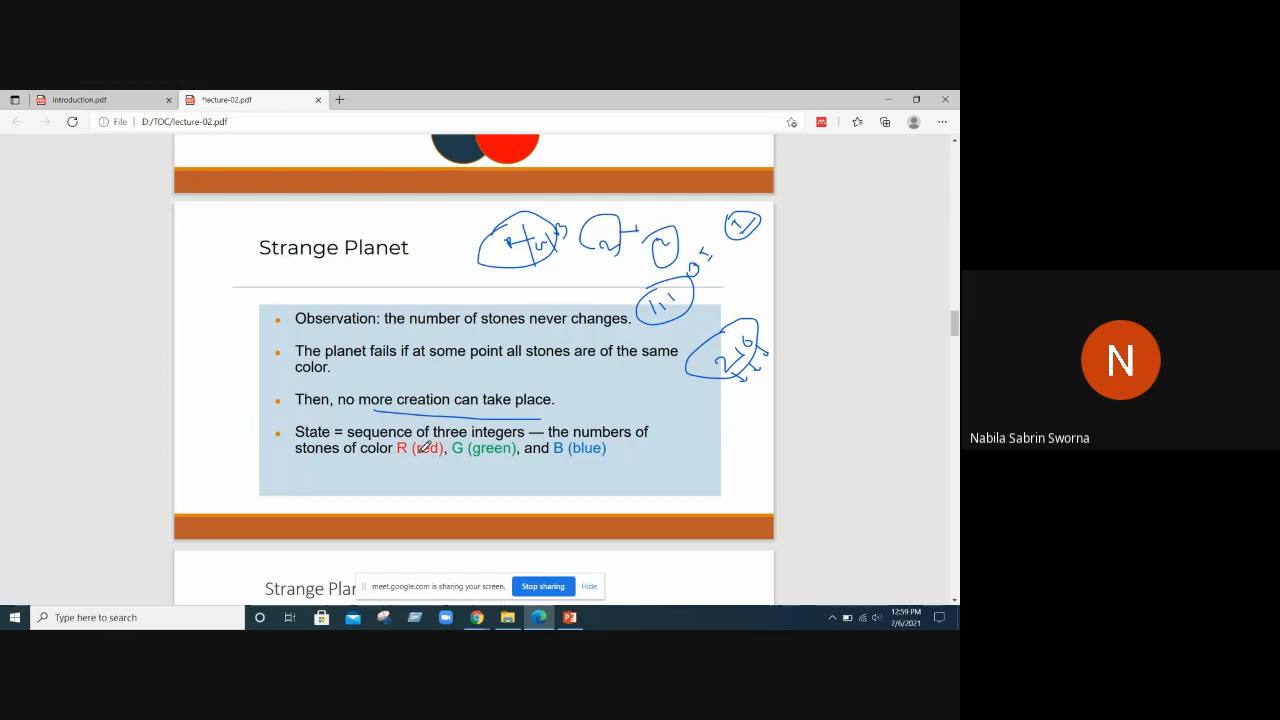 Introduction.pdf
*lecture-02.pdf
File
D:/TOC/lecture-02.pdf
Strange Planet
Observation: the number of stones never changes.
The planet fails if at some point all stones are of the same
color.
Then, no more creation can take place.
State = sequence of three integers — the numbers of
stones of color R (red), G (green), and B (blue)
Strange Plan
meet.google.com is sharing your screen.
Stop sharing
Hide
Type here to search
12:59 PM
7/6/2021
N
Nabila Sabrin Sworna